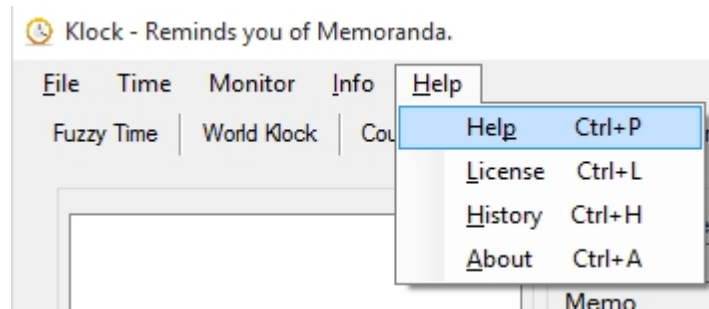 Klock - Reminds you of Memoranda.
File Time Monitor Info Help
Fuzzy Time World Klock
Help Ctrl+P
License Ctrl+L
History Ctrl+H
About Ctrl+A
Memo